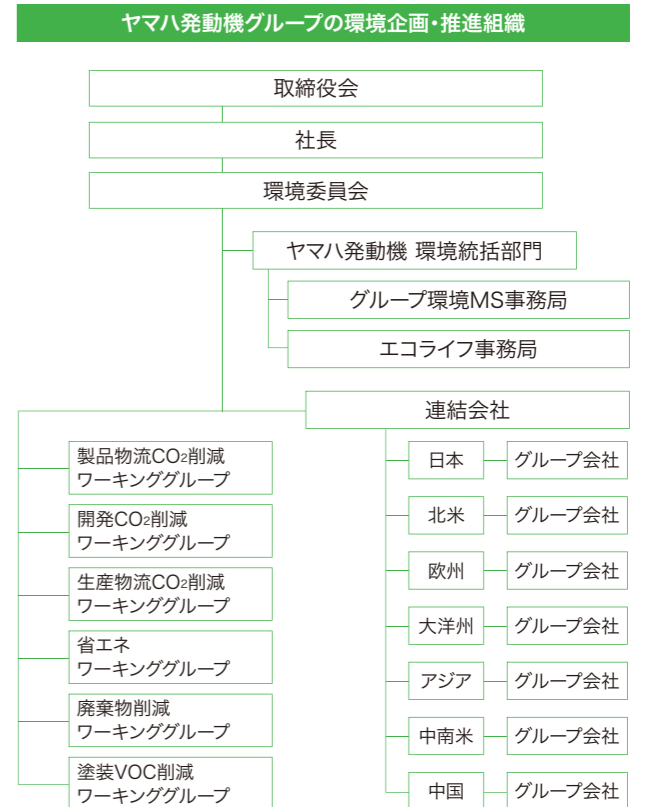 ヤマハ発動機グループの環境企画・推進組織
取締役会
社長
環境委員会
ヤマハ発動機 環境統括部門
グループ環境MS事務局
エコライフ事務局
連結会社
製品物流CO₂削減
ワーキンググループ
開発CO₂削減
ワーキンググループ
生産物流CO₂削減
ワーキンググループ
省エネ
ワーキンググループ
廃棄物削減
ワーキンググループ
塗装VOC削減
ワーキンググループ
日本
グループ会社
北米
グループ会社
欧州
グループ会社
大洋州
グループ会社
アジア
グループ会社
中南米
グループ会社
中国
グループ会社